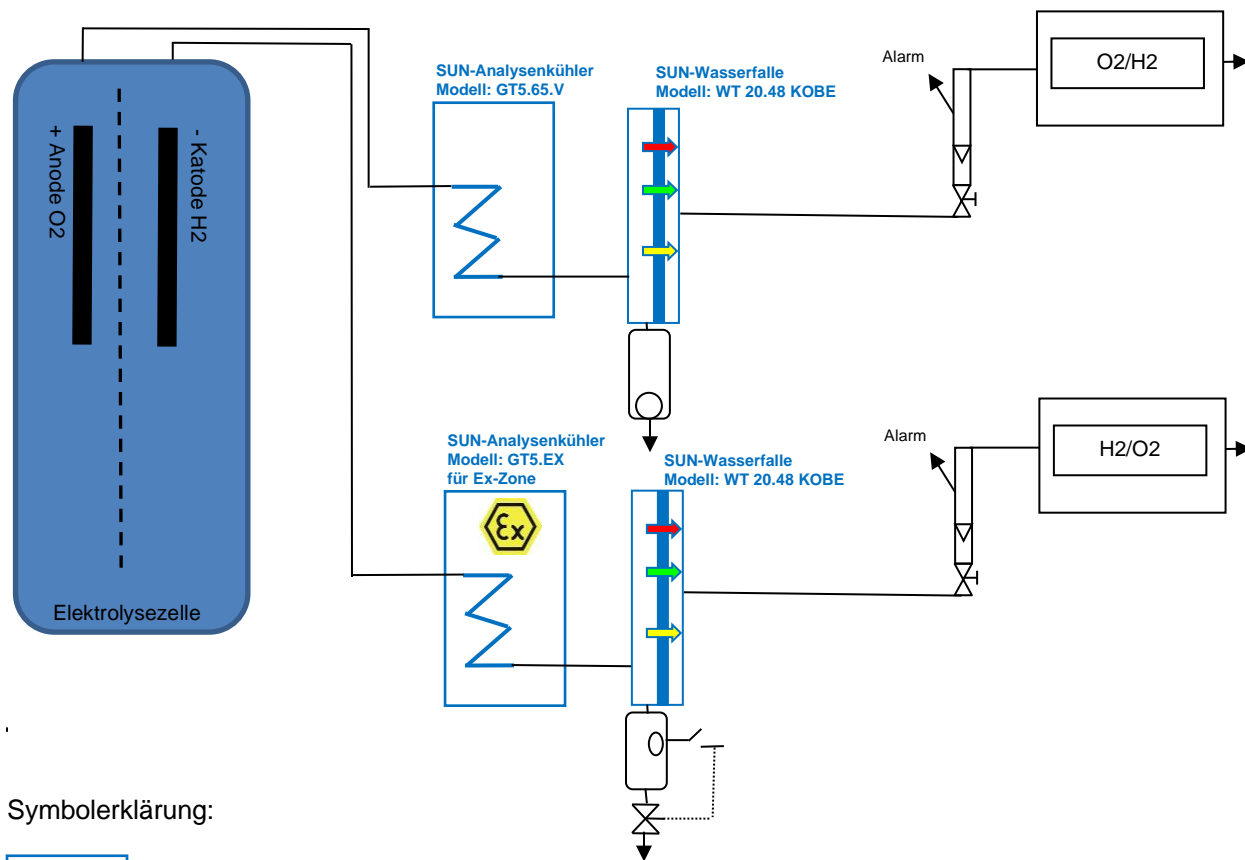 SUN-Analysenkühler
Modell: GT5.65.V
SUN-Wasserfalle
Modell: WT 20.48 KOBE
Alarm
O2/H2
+ Anode O2
- Katode H2
SUN-Analysenkühler
Modell: GT5.EX
für Ex-Zone
SUN-Wasserfalle
Modell: WT 20.48 KOBE
Alarm
H2/O2
Ex
Elektrolysezelle
Symbolerklärung: